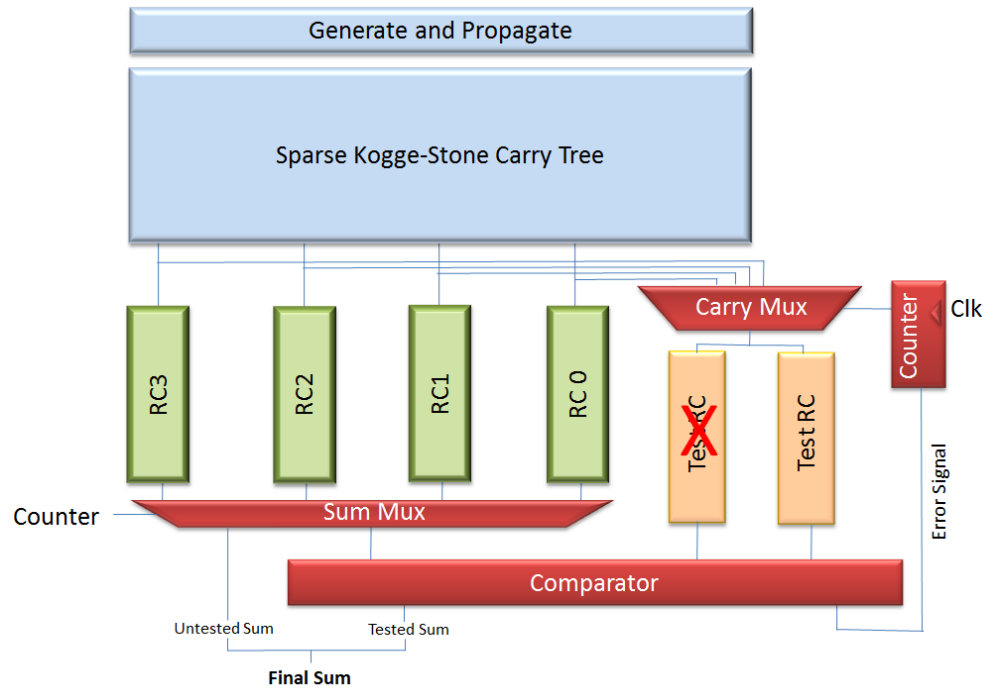 Generate and Propagate
Sparse Kogge-Stone Carry Tree
Carry Mux
Counter
Clk
RC3
RC2
RC1
RC 0
Test RC
Test RC
Counter
Sum Mux
Error Signal
Comparator
Untested Sum
Tested Sum
Final Sum